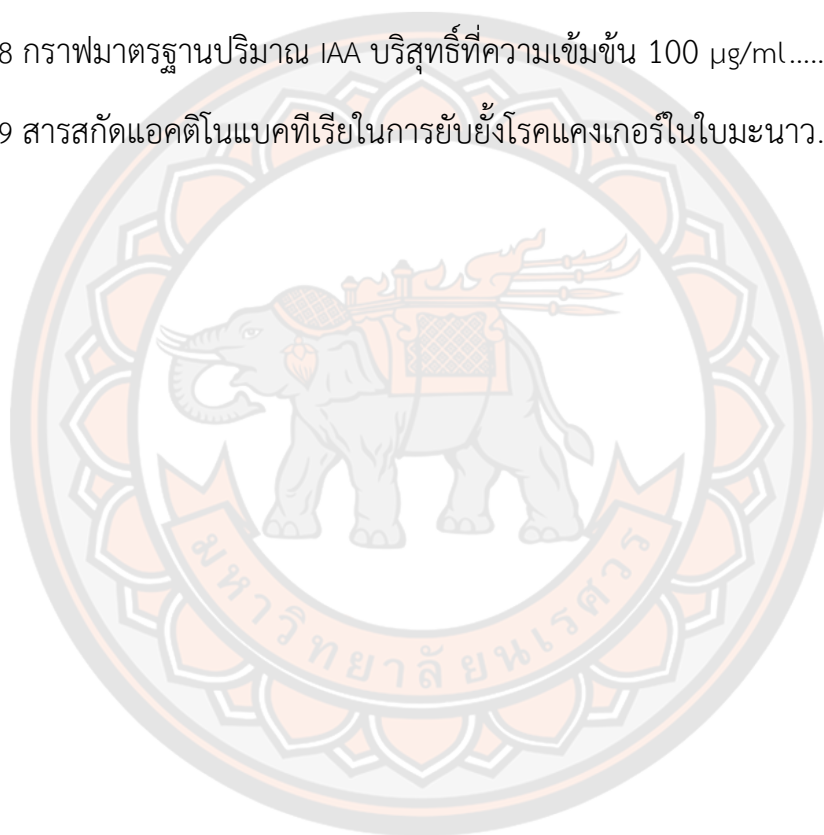 8 กราฟมาตรฐานปริมาณ IAA บริสุทธิ์ที่ความเข้มข้น 100 µg/ml.....
9 สารสกัดแอคติโนแบคทีเรียในการยับยั้งโรคแคงเกอร์ในใบมะนาว.
มหาวิทยาลัยนเรศวร